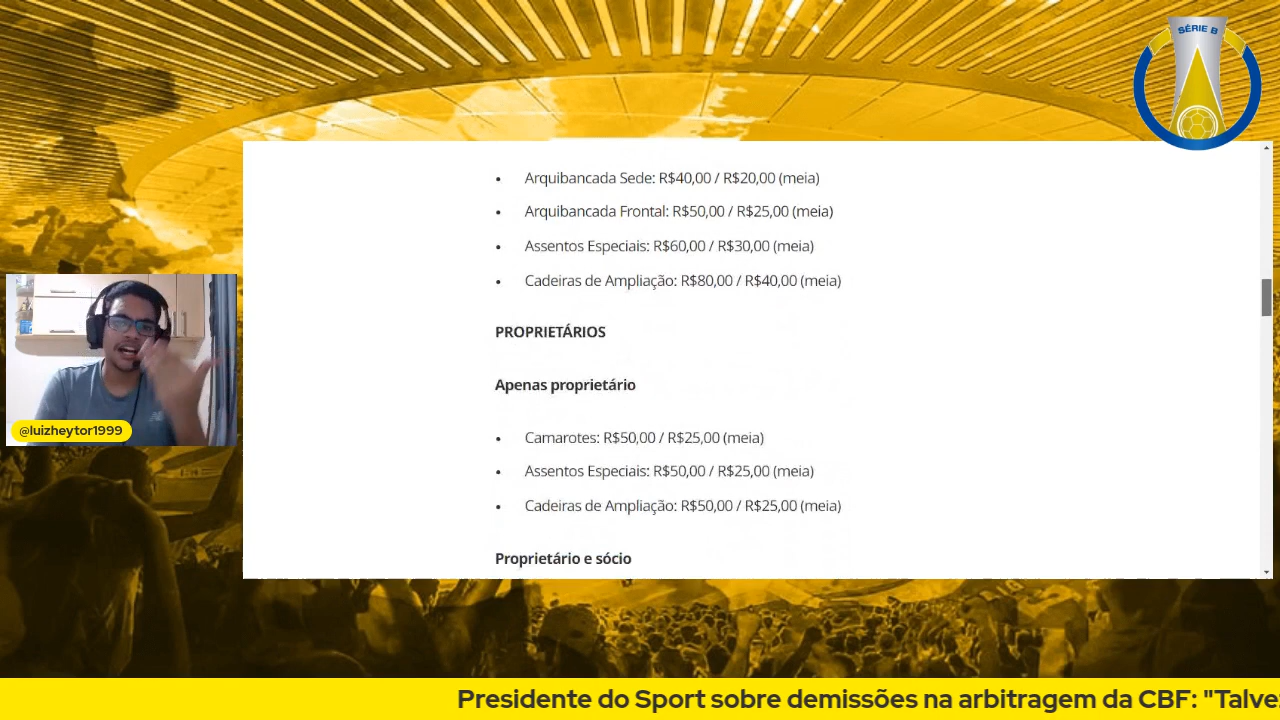 SÉRIE B
• Arquibancada Sede: R$40,00 / R$20,00 (meia)
• Arquibancada Frontal: R$50,00 / R$25,00 (meia)
• Assentos Especiais: R$60,00 / R$30,00 (meia)
• Cadeiras de Ampliação: R$80,00 / R$40,00 (meia)
PROPRIETÁRIOS
Apenas proprietário
• Camarotes: R$50,00 / R$25,00 (meia)
• Assentos Especiais: R$50,00 / R$25,00 (meia)
• Cadeiras de Ampliação: R$50,00 / R$25,00 (meia)
Proprietário e sócio
@luizheytor1999
Presidente do Sport sobre demissões na arbitragem da CBF: "Talve